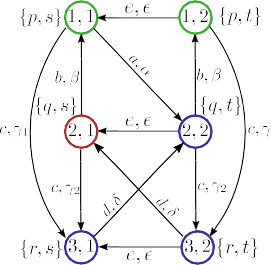 {p, s} 1, 1 e, ϵ 1, 2 {p, t}
a, α
b, β b, β
{q, s} {q, t}
c, γ₁ 2, 1 e, ϵ 2, 2 c, γ
c, γ₂ d, δ d, δ c, γ₂
{r, s} 3, 1 e, ϵ 3, 2 {r, t}